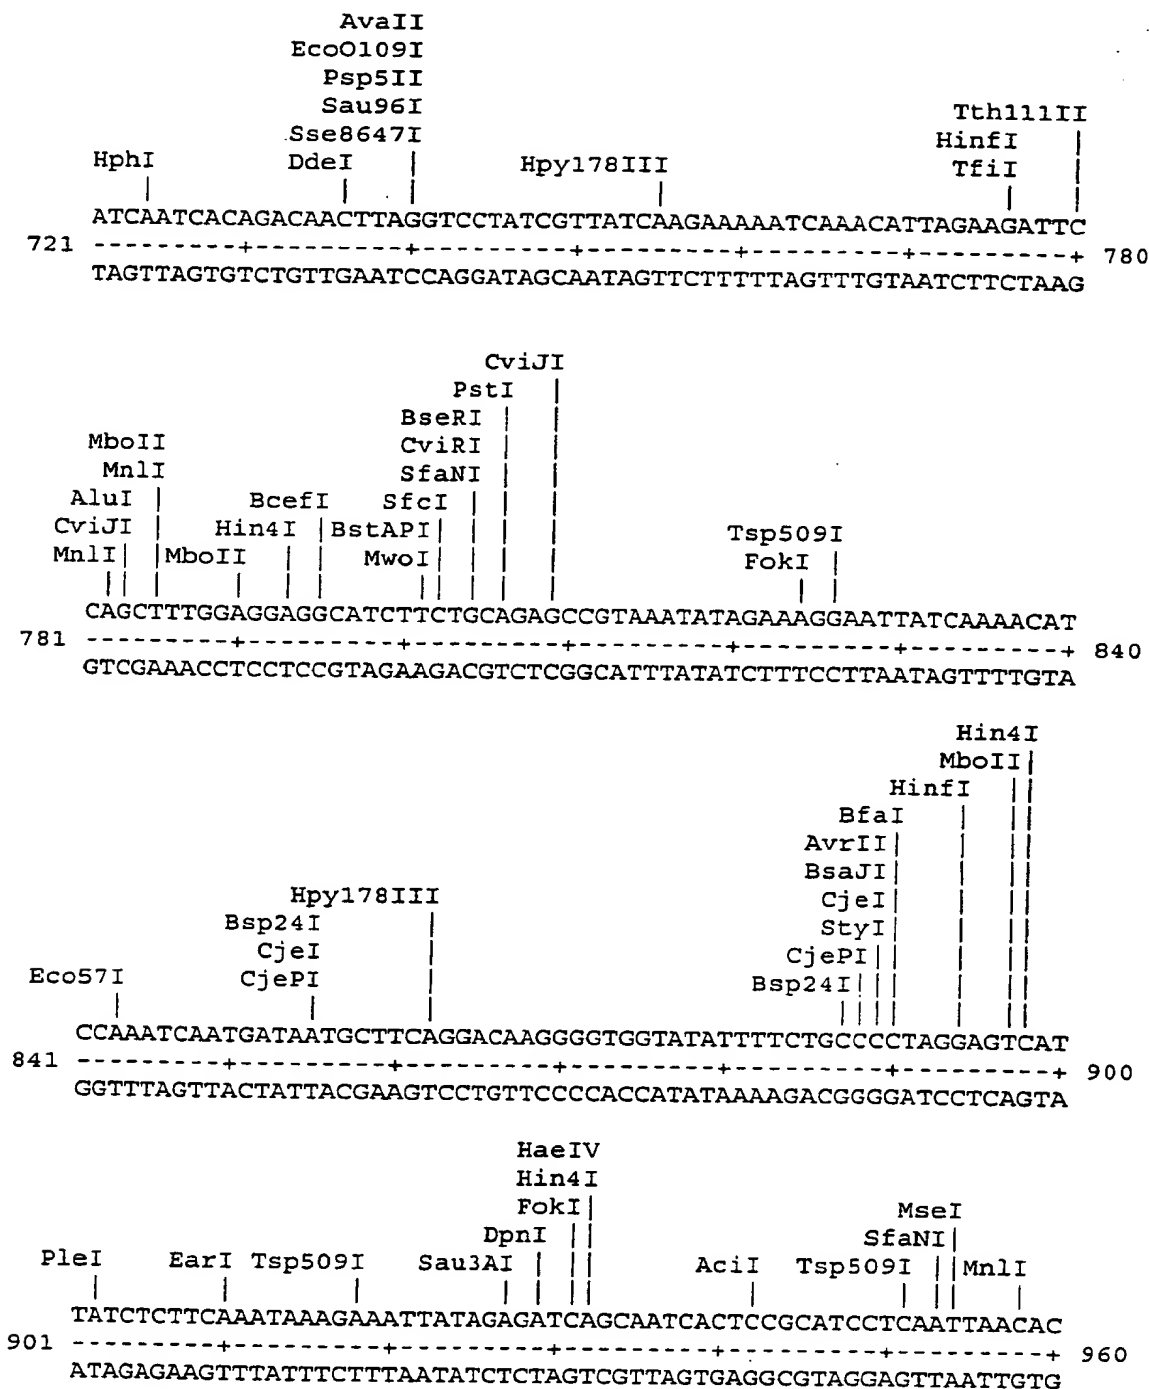 AvaII
EcoO109I
Psp5II
Sau96I
Sse8647I
Tth111II
HinfI
HphI DdeI Hpy178III TfiI
ATCAATCACAGACAACTTAGGTCCTATCGTTATCAAGAAAAATCAAACATTAGAAGATTC
721 ---------+---------+---------+---------+---------+---------+ 780
TAGTTAGTGTCTGTTGAATCCAGGATAGCAATAGTTCTTTTTAGTTTGTAATCTTCTAAG
CviJI
PstI
BseRI
MboII CviRI
MnlI SfaNI
AluI BcefI SfcI
CviJI Hin4I BstAPI Tsp509I
MnlI MboII MwoI FokI
CAGCTTTGGAGGAGGCATCTTCTGCAGAGCCGTAAATATAGAAAGGAATTATCAAAACAT
781 ---------+---------+---------+---------+---------+---------+ 840
GTCGAAACCTCCTCCGTAGAAGACGTCTCGGCATTTATATCTTTCCTTAATAGTTTTGTA
Hin4I
MboII
HinfI
BfaI
AvrII
BsaJI
Hpy178III CjeI
Bsp24I StyI
CjeI CjePI
Eco57I CjePI Bsp24I
CCAAATCAATGATAATGCTTCAGGACAAGGGGTGGTATATTTTCTGCCCCTAGGAGTCAT
841 ---------+---------+---------+---------+---------+---------+ 900
GGTTTAGTTACTATTACGAAGTCCTGTTCCCCACCATATAAAAGACGGGGATCCTCAGTA
HaeIV
Hin4I
FokI MseI
DpnI SfaNI
PleI EarI Tsp509I Sau3AI AciI Tsp509I MnlI
TATCTCTTCAAATAAAGAAATTATAGAGATCAGCAATCACTCCGCATCCTCAATTAACAC
901 ---------+---------+---------+---------+---------+---------+ 960
ATAGAGAAGTTTATTTCTTTAATATCTCTAGTCGTTAGTGAGGCGTAGGAGTTAATTGTG